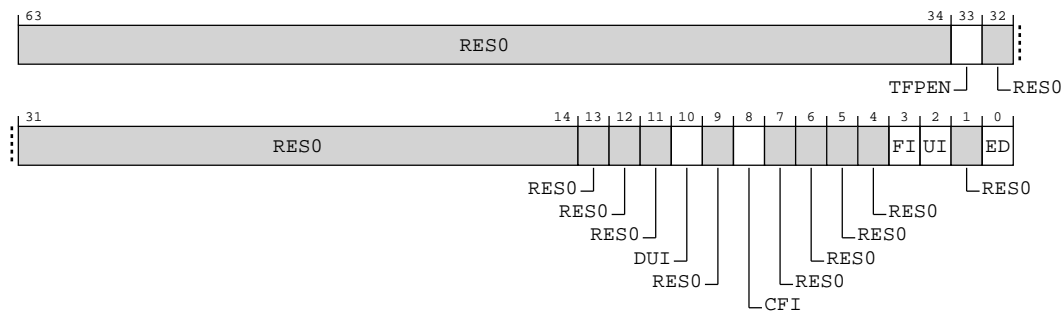 63 34 33 32
RES0
TFPEN RES0
31 14 13 12 11 10 9 8 7 6 5 4 3 2 1 0
RES0 FI UI ED
RES0 RES0
RES0 RES0
RES0 RES0
DUI RES0
RES0 RES0
CFI